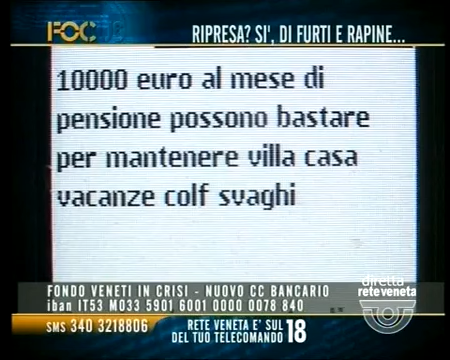 FOC
RIPRESA? SI', DI FURTI E RAPINE...
10000 euro al mese di
pensione possono bastare
per mantenere villa casa
vacanze colf svaghi
FONDO VENETI IN CRISI - NUOVO CC BANCARIO
iban IT53 M033 5901 6001 0000 0078 840
diretta
reteveneta
SMS 340 3218806
RETE VENETA E' SUL
DEL TUO TELECOMANDO 18